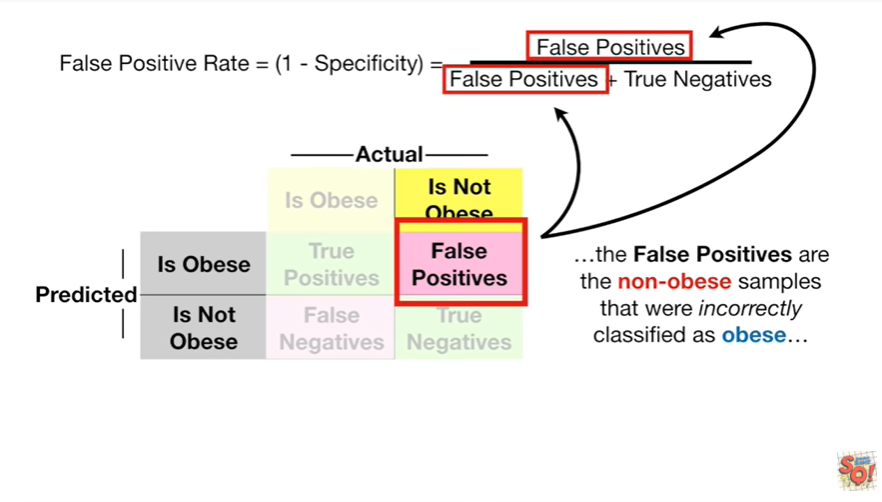 False Positive Rate = (1 - Specificity) =
False Positives
False Positives + True Negatives
Actual
Is Obese
Is Not
Obese
Predicted
Is Obese
True
Positives
False
Positives
Is Not
Obese
False
Negatives
True
Negatives
…the False Positives are
the non-obese samples
that were incorrectly
classified as obese…
SQ!